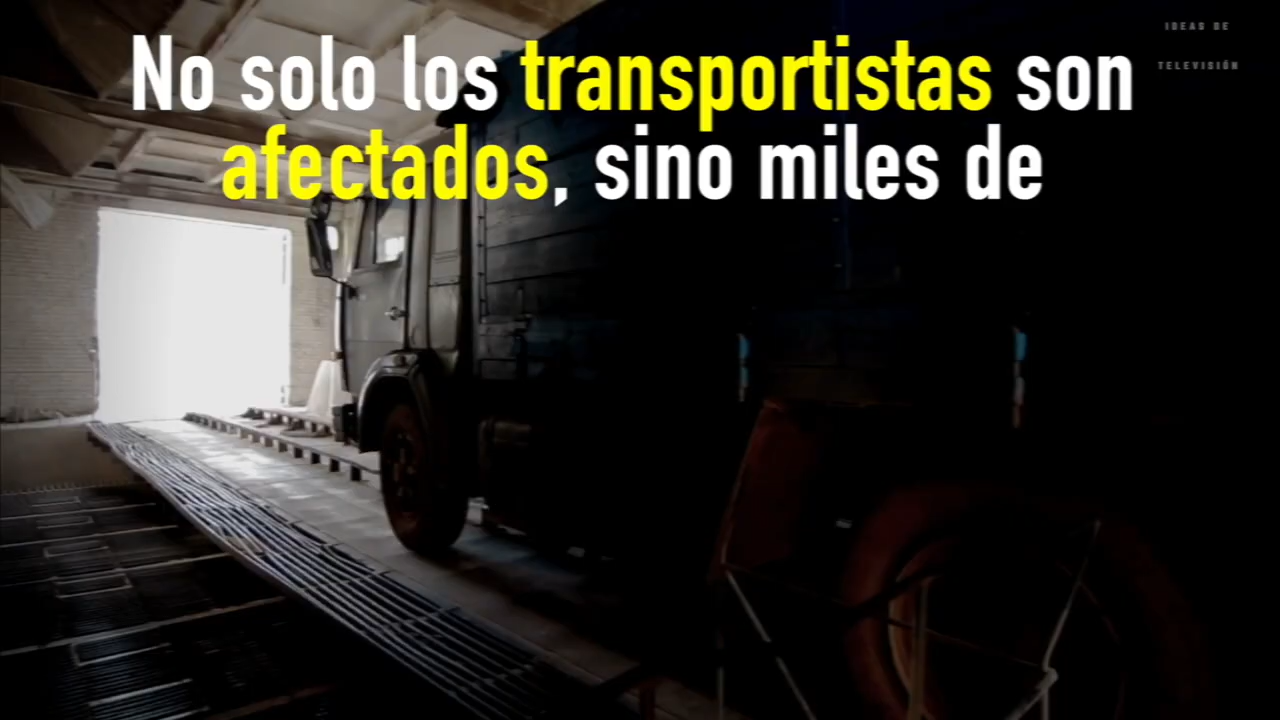 No solo los transportistas son
afectados, sino miles de
IDEAS DE
TELEVISIÓN